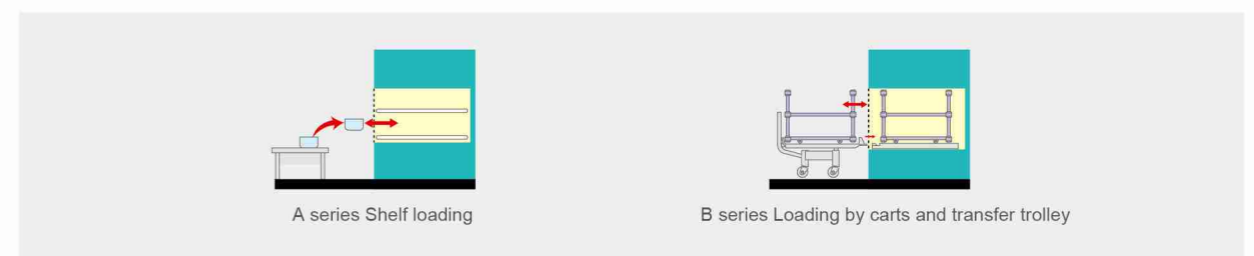 A series Shelf loading
B series Loading by carts and transfer trolley